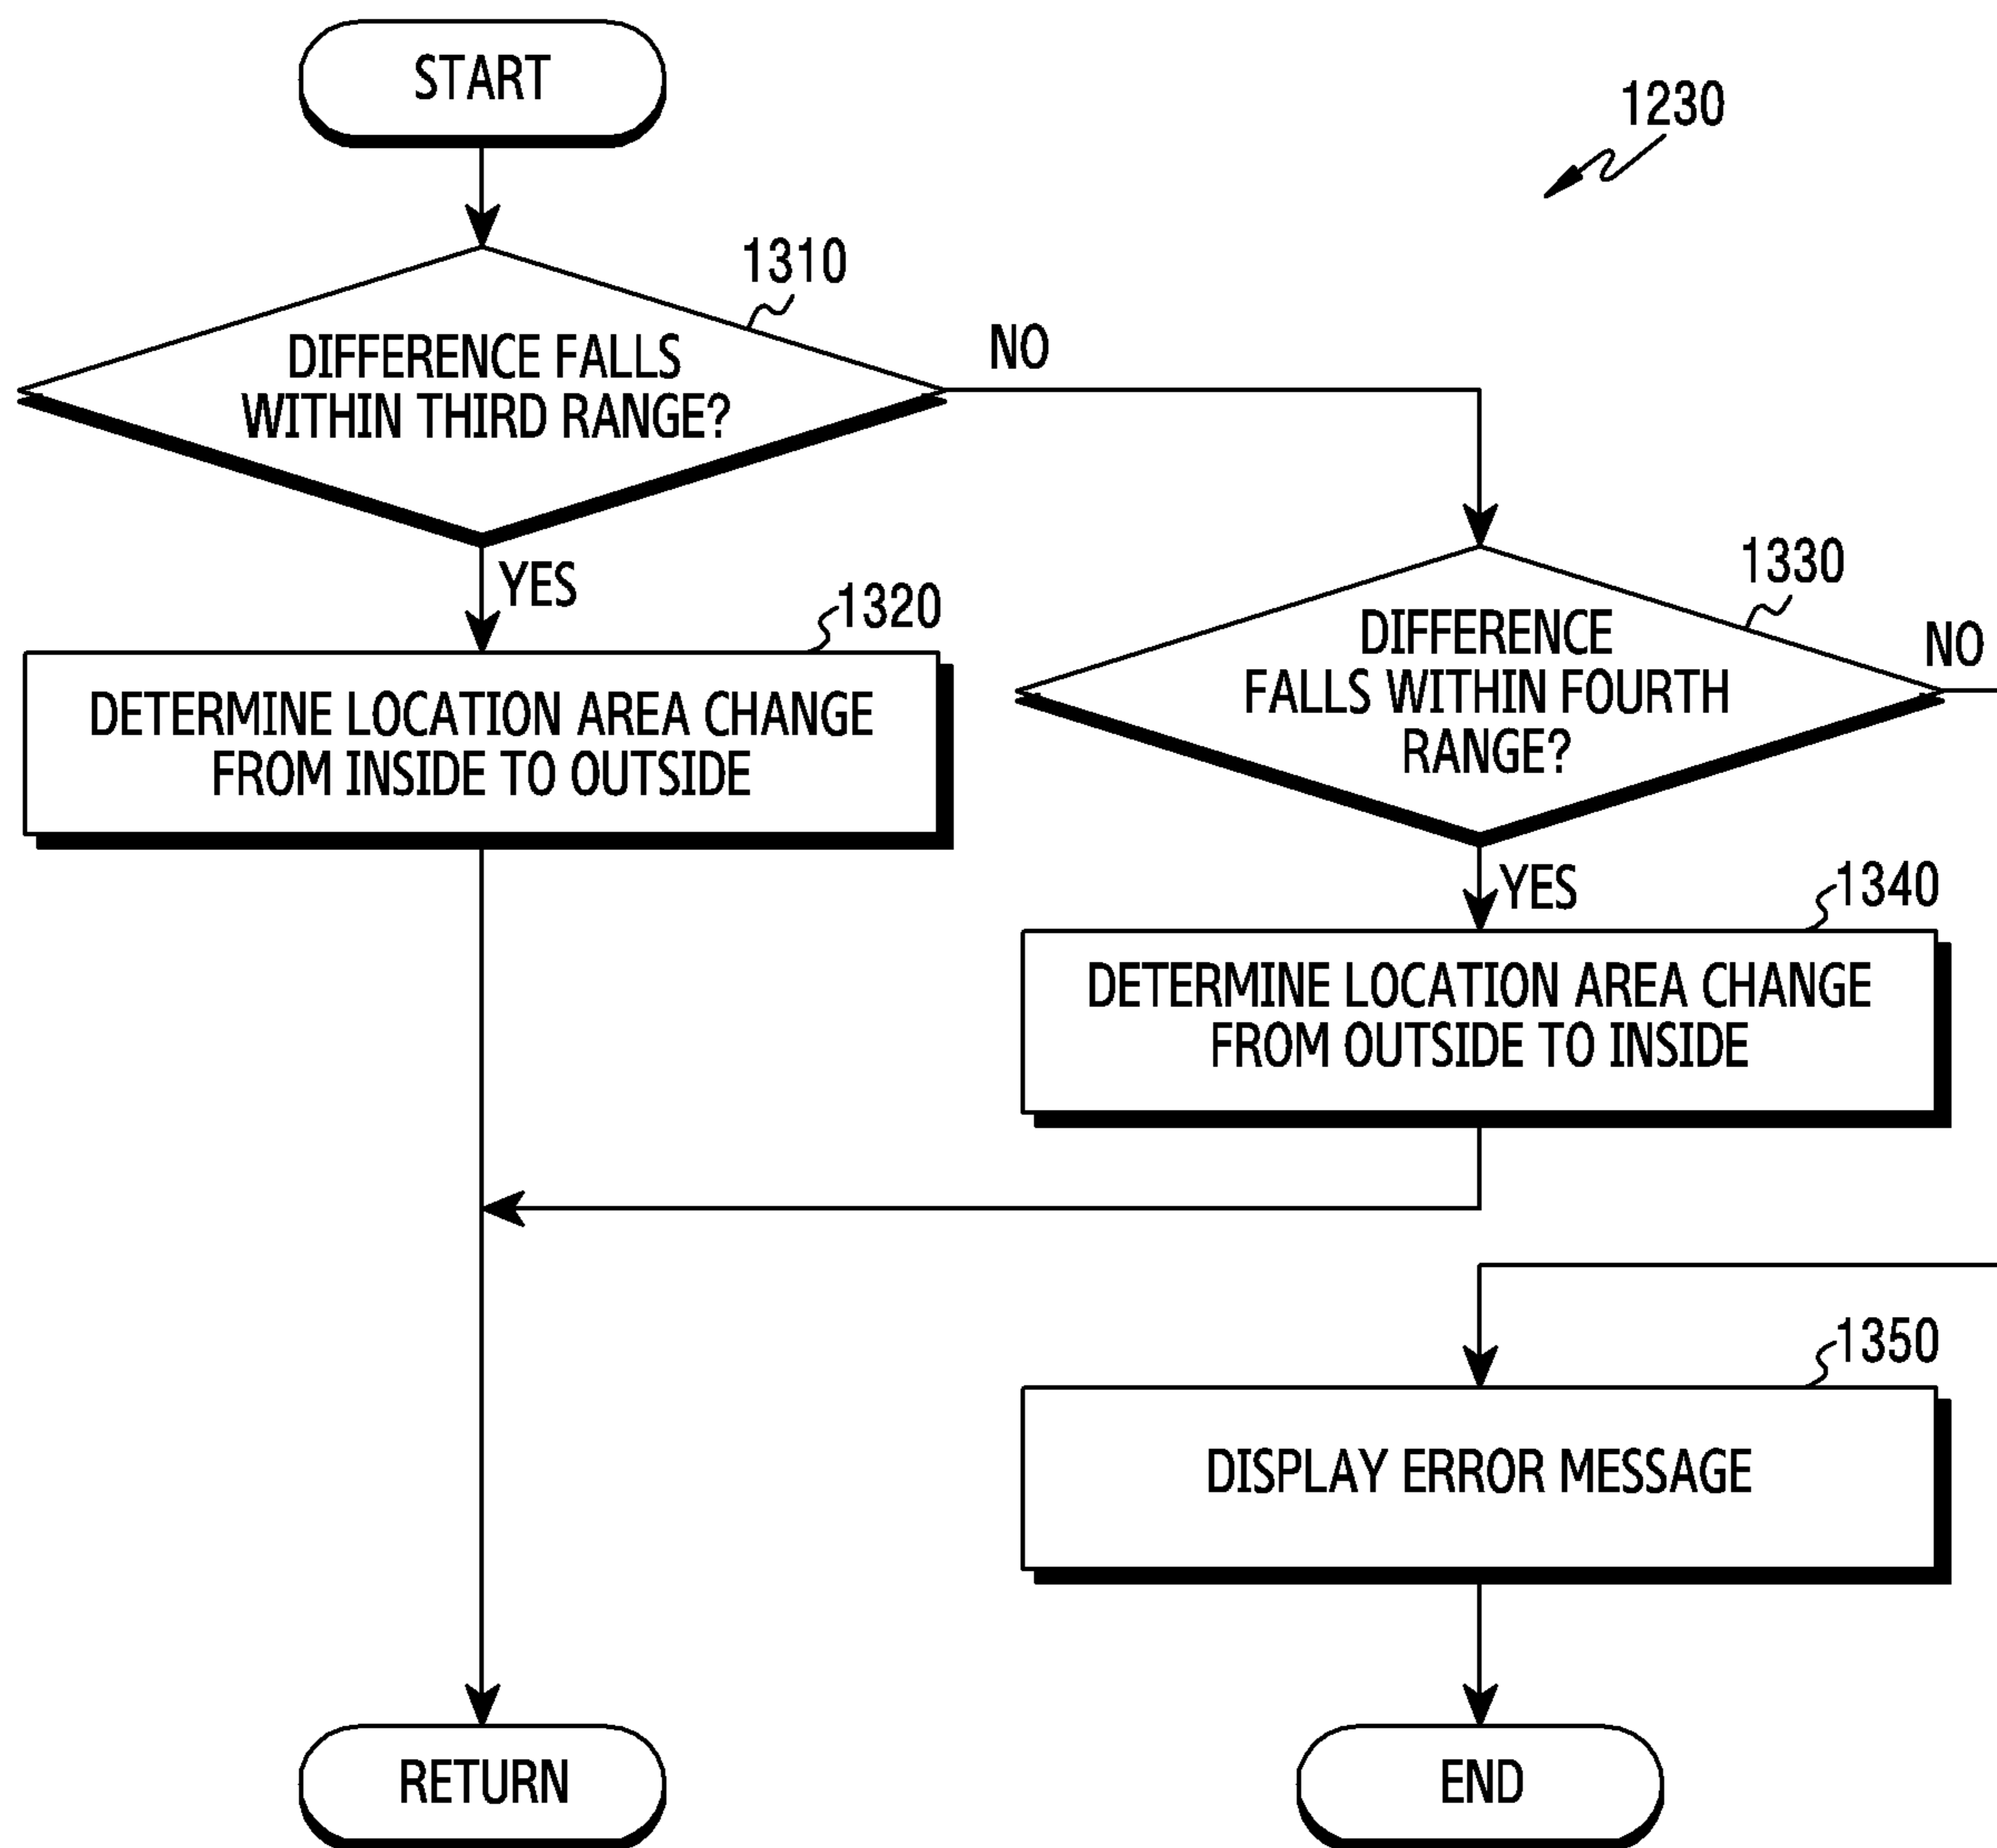 START
1230
1310
DIFFERENCE FALLS
WITHIN THIRD RANGE?
NO
YES
1320
DETERMINE LOCATION AREA CHANGE
FROM INSIDE TO OUTSIDE
1330
DIFFERENCE
FALLS WITHIN FOURTH
RANGE?
NO
YES
1340
DETERMINE LOCATION AREA CHANGE
FROM OUTSIDE TO INSIDE
1350
DISPLAY ERROR MESSAGE
RETURN
END